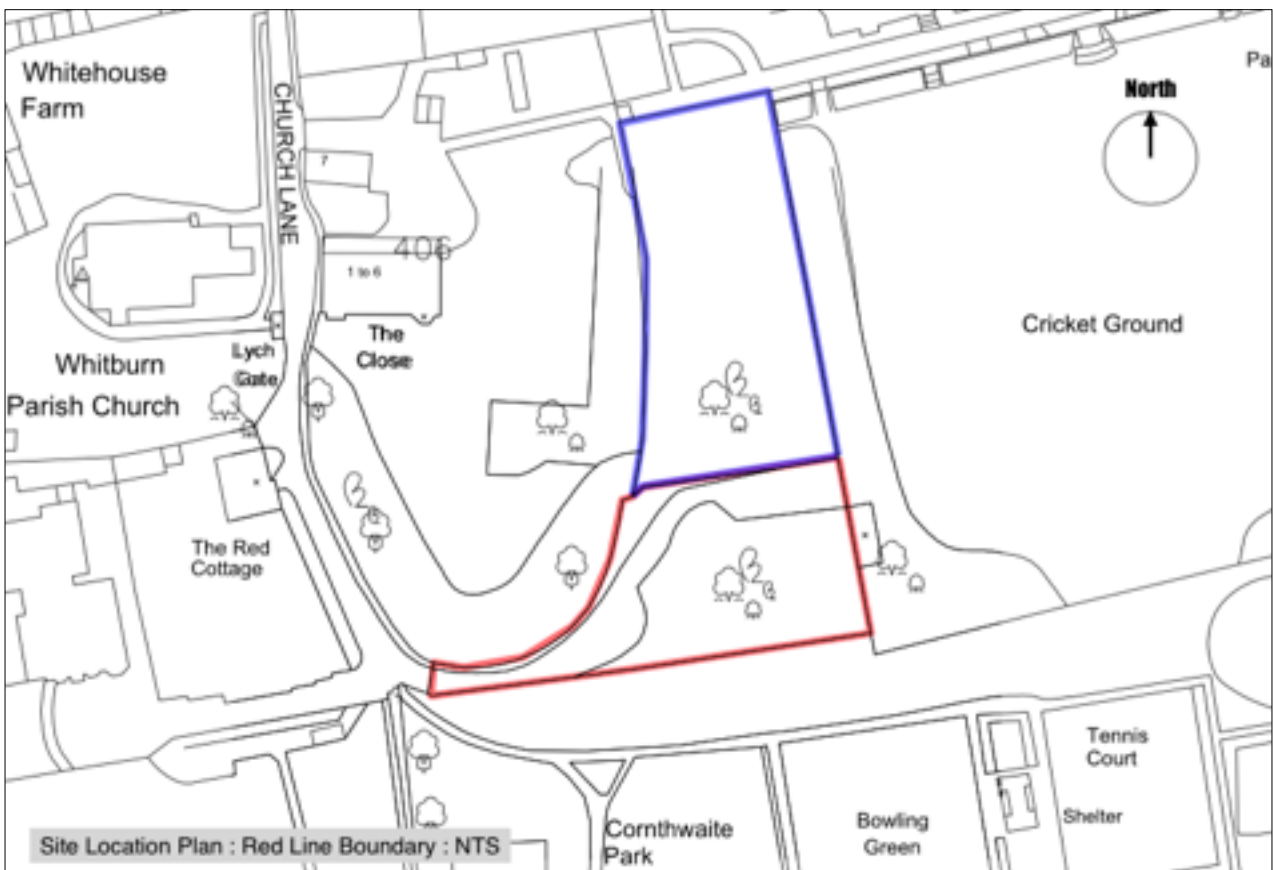 Whitehouse
Farm
CHURCH LANE
7
406
1 to 6
The
Close
Lych
Gate
Whitburn
Parish Church
The Red
Cottage
North
Pa
Cricket Ground
Tennis
Court
Shelter
Bowling
Green
Cornthwaite
Park
Site Location Plan : Red Line Boundary : NTS